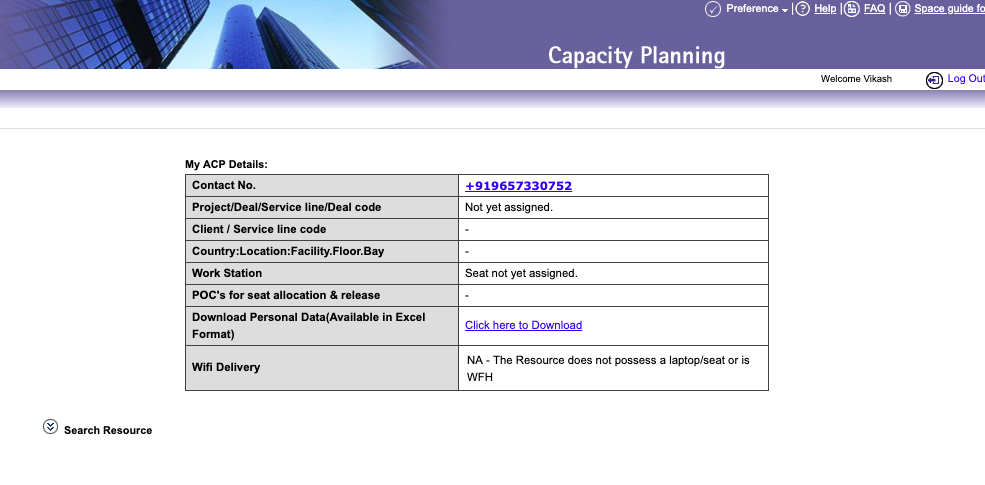 Preference | Help | FAQ | Space guide fo
Capacity Planning
Welcome Vikash Log Out
My ACP Details:
Contact No. +919657330752
Project/Deal/Service line/Deal code Not yet assigned.
Client / Service line code -
Country:Location:Facility.Floor.Bay -
Work Station Seat not yet assigned.
POC's for seat allocation & release -
Download Personal Data(Available in Excel
Format) Click here to Download
Wifi Delivery NA - The Resource does not possess a laptop/seat or is
WFH
Search Resource